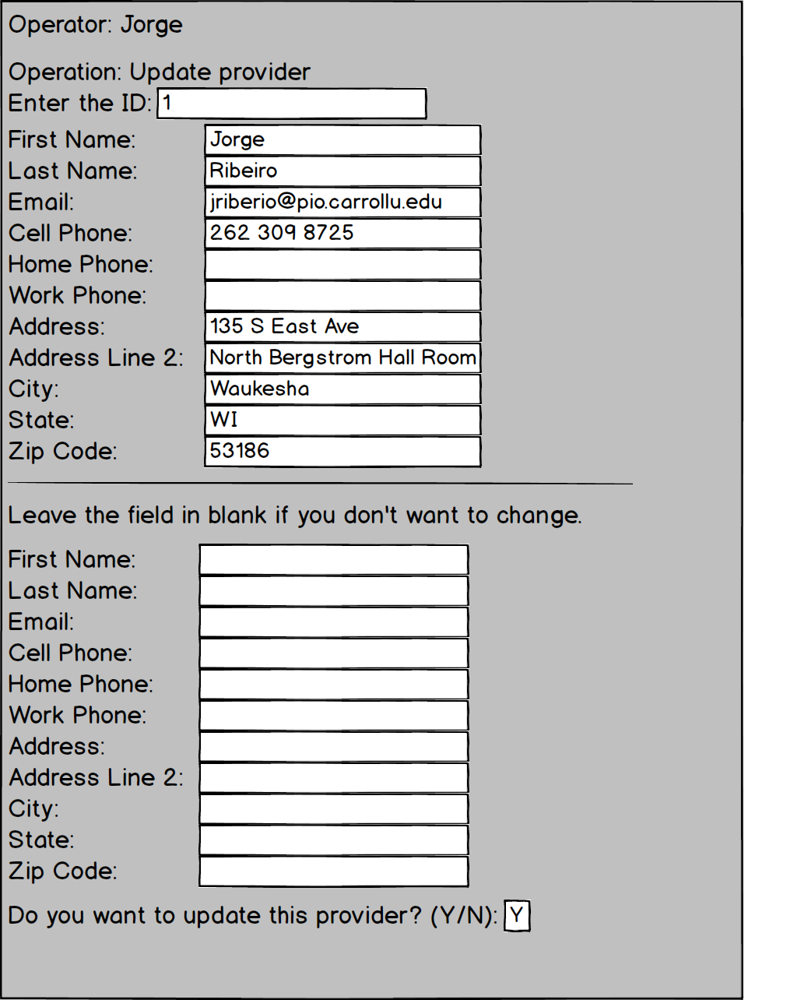 Operator: Jorge
Operation: Update provider
Enter the ID: 1
First Name: Jorge
Last Name: Ribeiro
Email: jriberio@pio.carrollu.edu
Cell Phone: 262 309 8725
Home Phone:
Work Phone:
Address: 135 S East Ave
Address Line 2: North Bergstrom Hall Room
City: Waukesha
State: WI
Zip Code: 53186
Leave the field in blank if you don't want to change.
First Name:
Last Name:
Email:
Cell Phone:
Home Phone:
Work Phone:
Address:
Address Line 2:
City:
State:
Zip Code:
Do you want to update this provider? (Y/N): Y